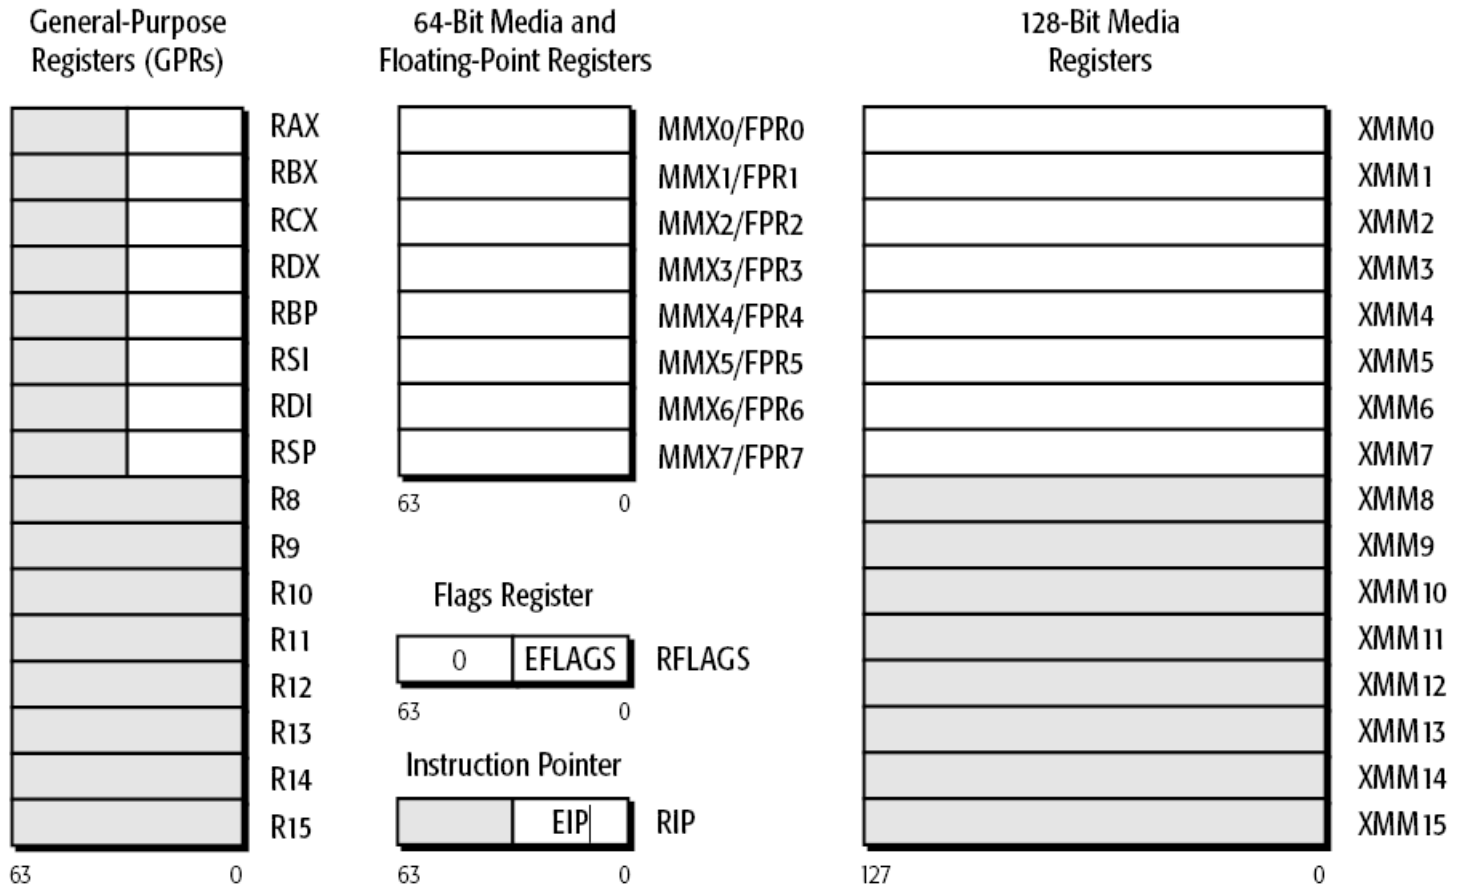 General-Purpose
Registers (GPRs)
RAX
RBX
RCX
RDX
RBP
RSI
RDI
RSP
R8
R9
R10
R11
R12
R13
R14
R15
63 0
64-Bit Media and
Floating-Point Registers
MMX0/FPR0
MMX1/FPR1
MMX2/FPR2
MMX3/FPR3
MMX4/FPR4
MMX5/FPR5
MMX6/FPR6
MMX7/FPR7
63 0
Flags Register
0 EFLAGS RFLAGS
63 0
Instruction Pointer
EIP RIP
63 0
128-Bit Media
Registers
XMM0
XMM1
XMM2
XMM3
XMM4
XMM5
XMM6
XMM7
XMM8
XMM9
XMM10
XMM11
XMM12
XMM13
XMM14
XMM15
127 0